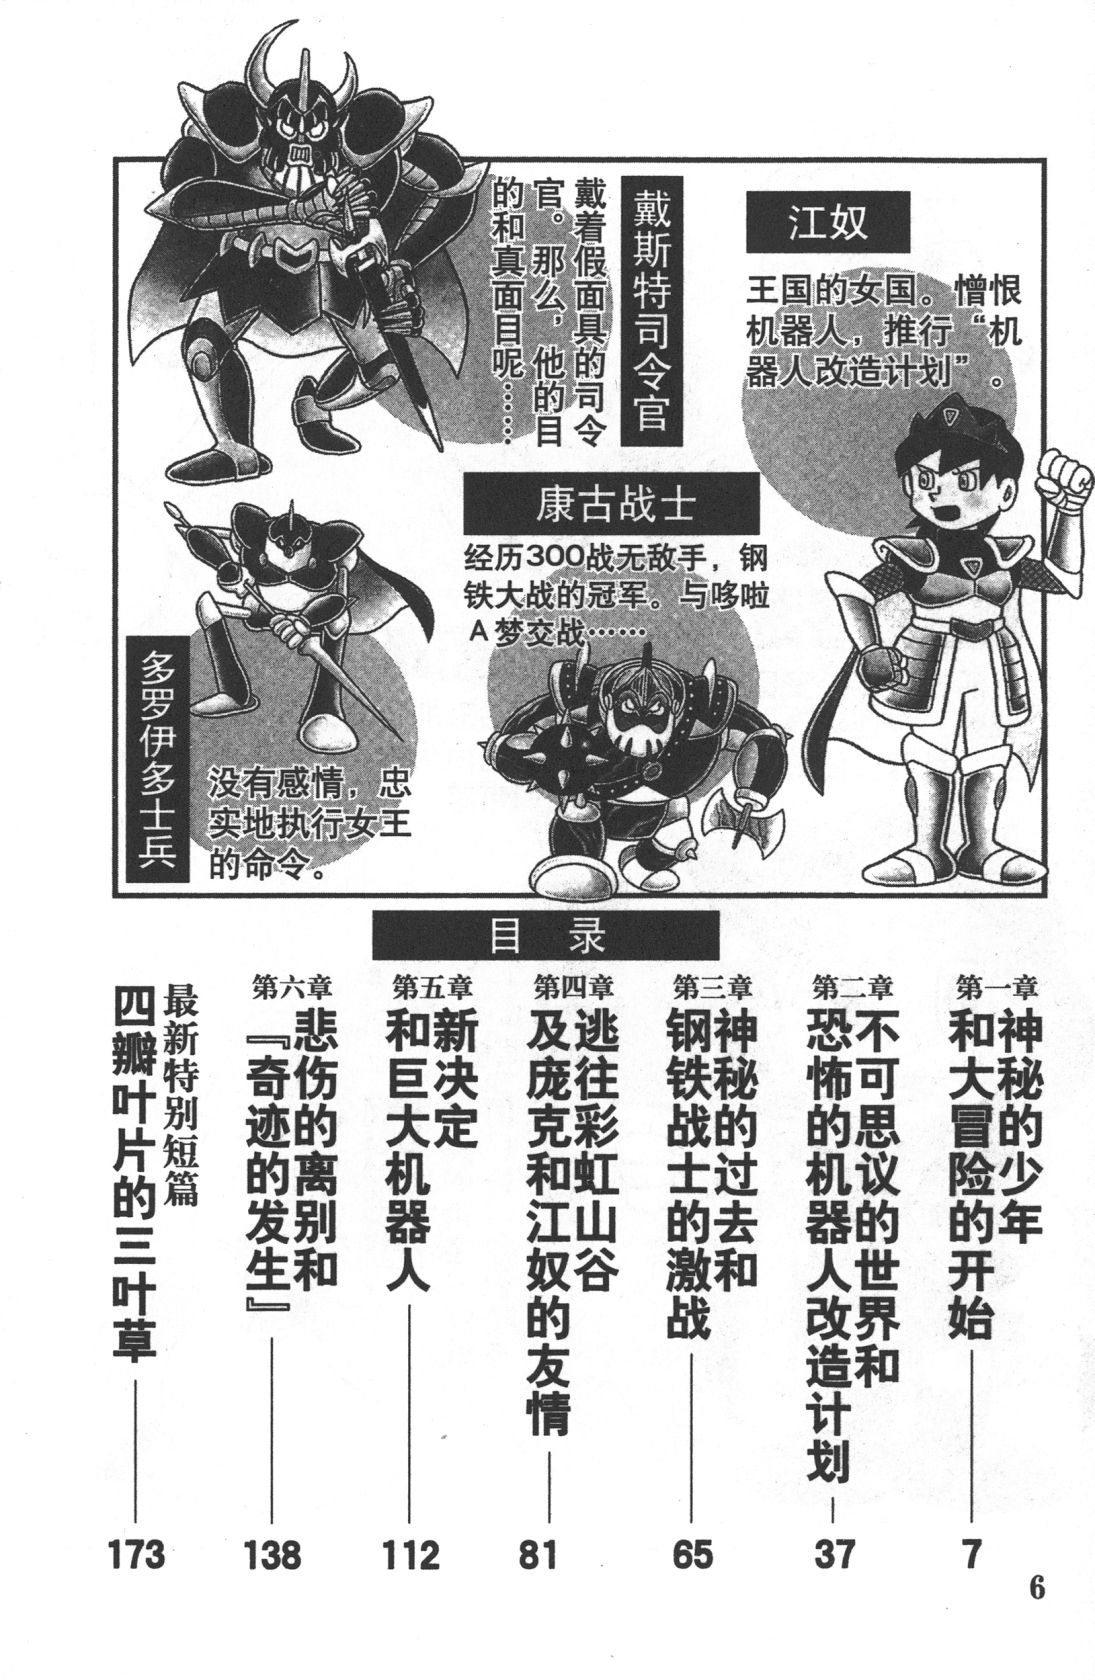 江奴
王国的女国。憎恨
机器人，推行“机
器人改造计划”。
戴斯特司令官
戴着假面具的司令
官。那么，他的目
的和真面目呢……
康古战士
经历300战无敌手，钢
铁大战的冠军。与哆啦
A梦交战……
多罗伊多士兵
没有感情，忠
实地执行女王
的命令。
目 录
第一章
神秘的少年
和大冒险的开始
7
第二章
不可思议的世界和
恐怖的机器人改造计划
37
第三章
神秘的过去和
钢铁战士的激战
65
第四章
逃往彩虹山谷
及庞克和江奴的友情
81
第五章
新决定
和巨大机器人
112
第六章
悲伤的离别和
『奇迹的发生』
138
最新特别短篇
四瓣叶片的三叶草
173
6